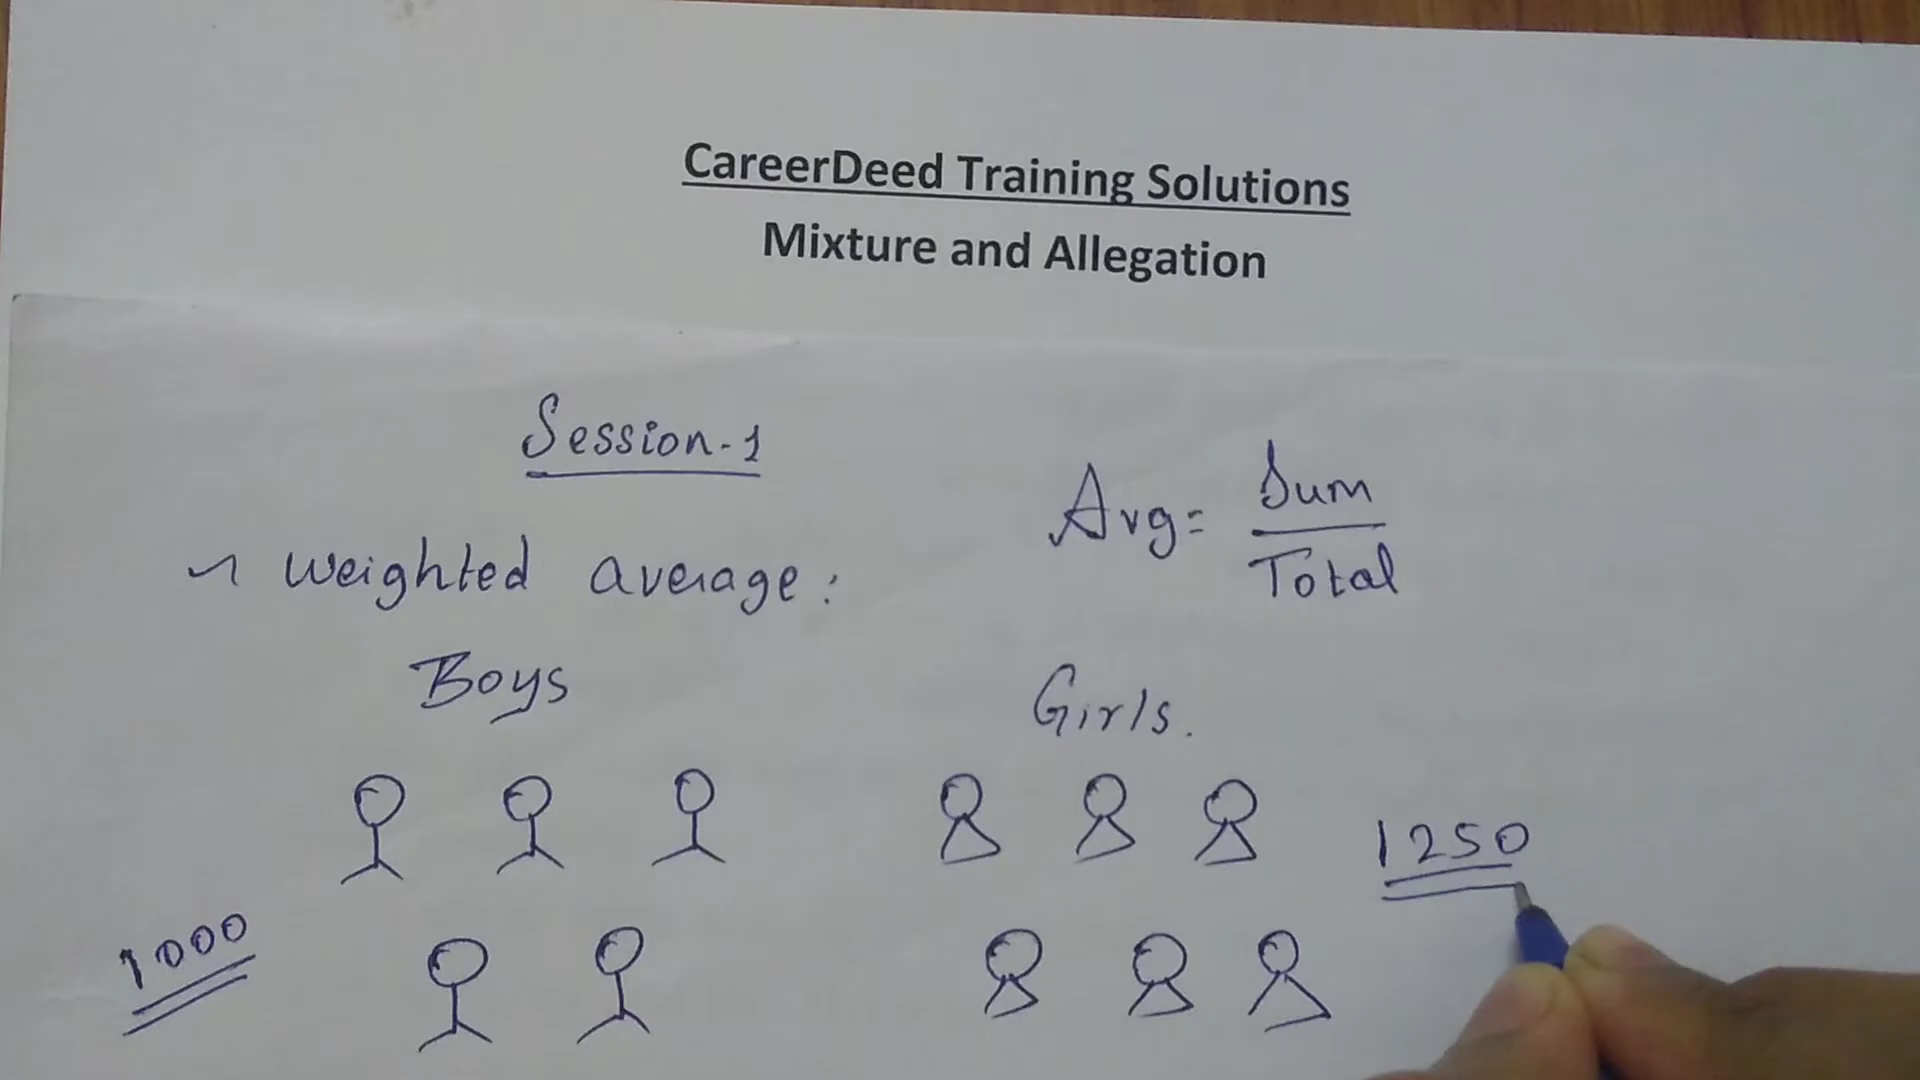 CareerDeed Training Solutions
Mixture and Allegation
Session-1
Avg = Sum
Total
weighted average:
Boys
Girls.
1250
1000